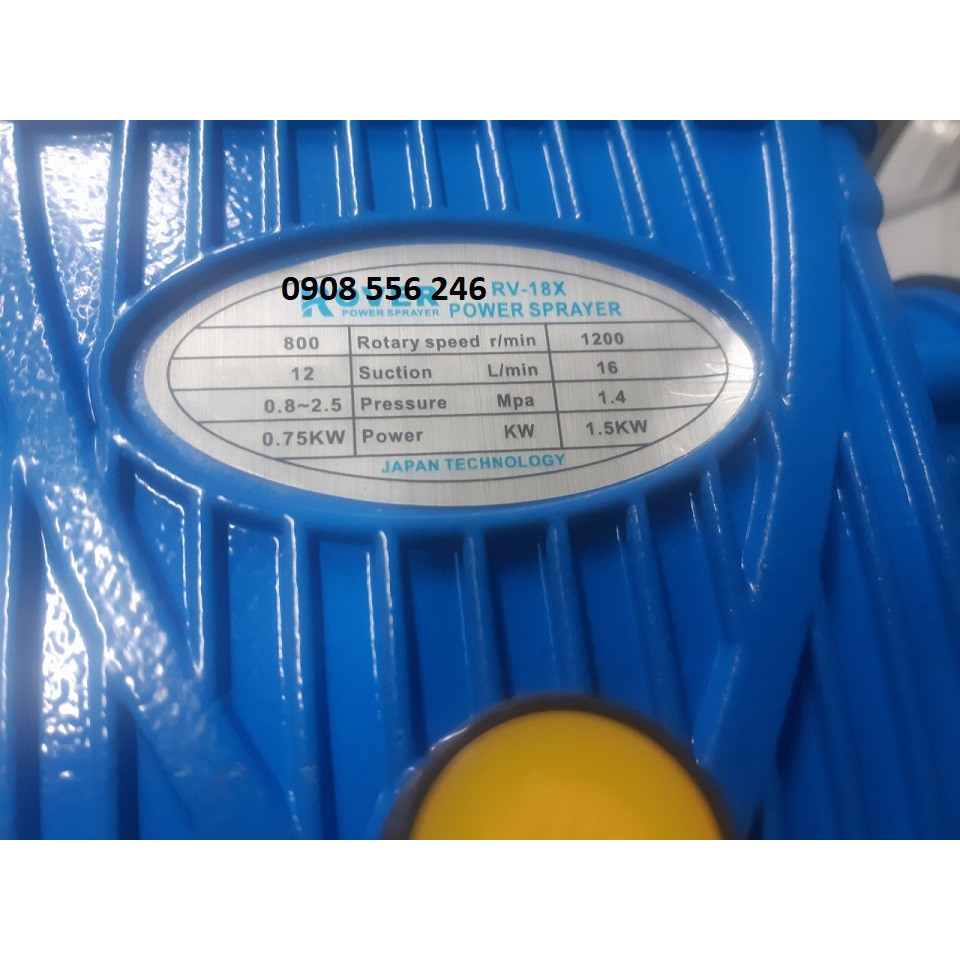 0908 556 246
ROVER RV-18X
POWER SPRAYER POWER SPRAYER
800 Rotary speed r/min 1200
12 Suction L/min 16
0.8~2.5 Pressure Mpa 1.4
0.75KW Power KW 1.5KW
JAPAN TECHNOLOGY